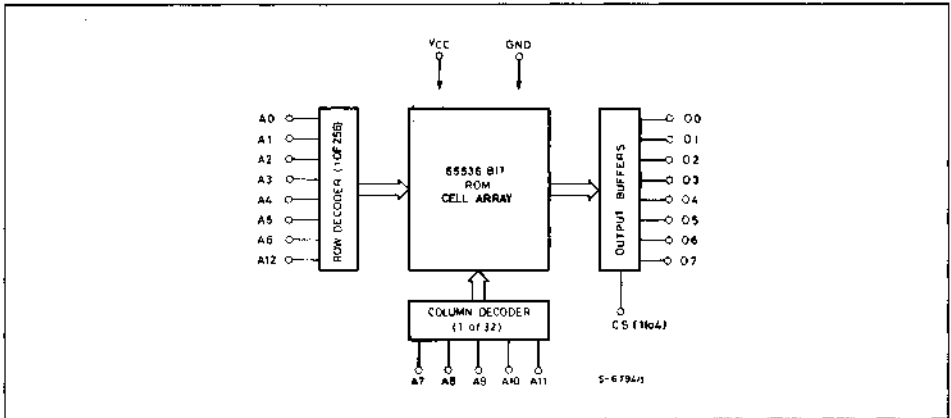 VCC GND
A0
A1
A2
A3
A4
A5
A6
A12
ROW DECODER (1 OF 256)
65536 BIT
ROM
CELL ARRAY
OUTPUT BUFFERS
O0
O1
O2
O3
O4
O5
O6
O7
COLUMN DECODER
(1 of 32)
CS (1to4)
A7 A8 A9 A10 A11